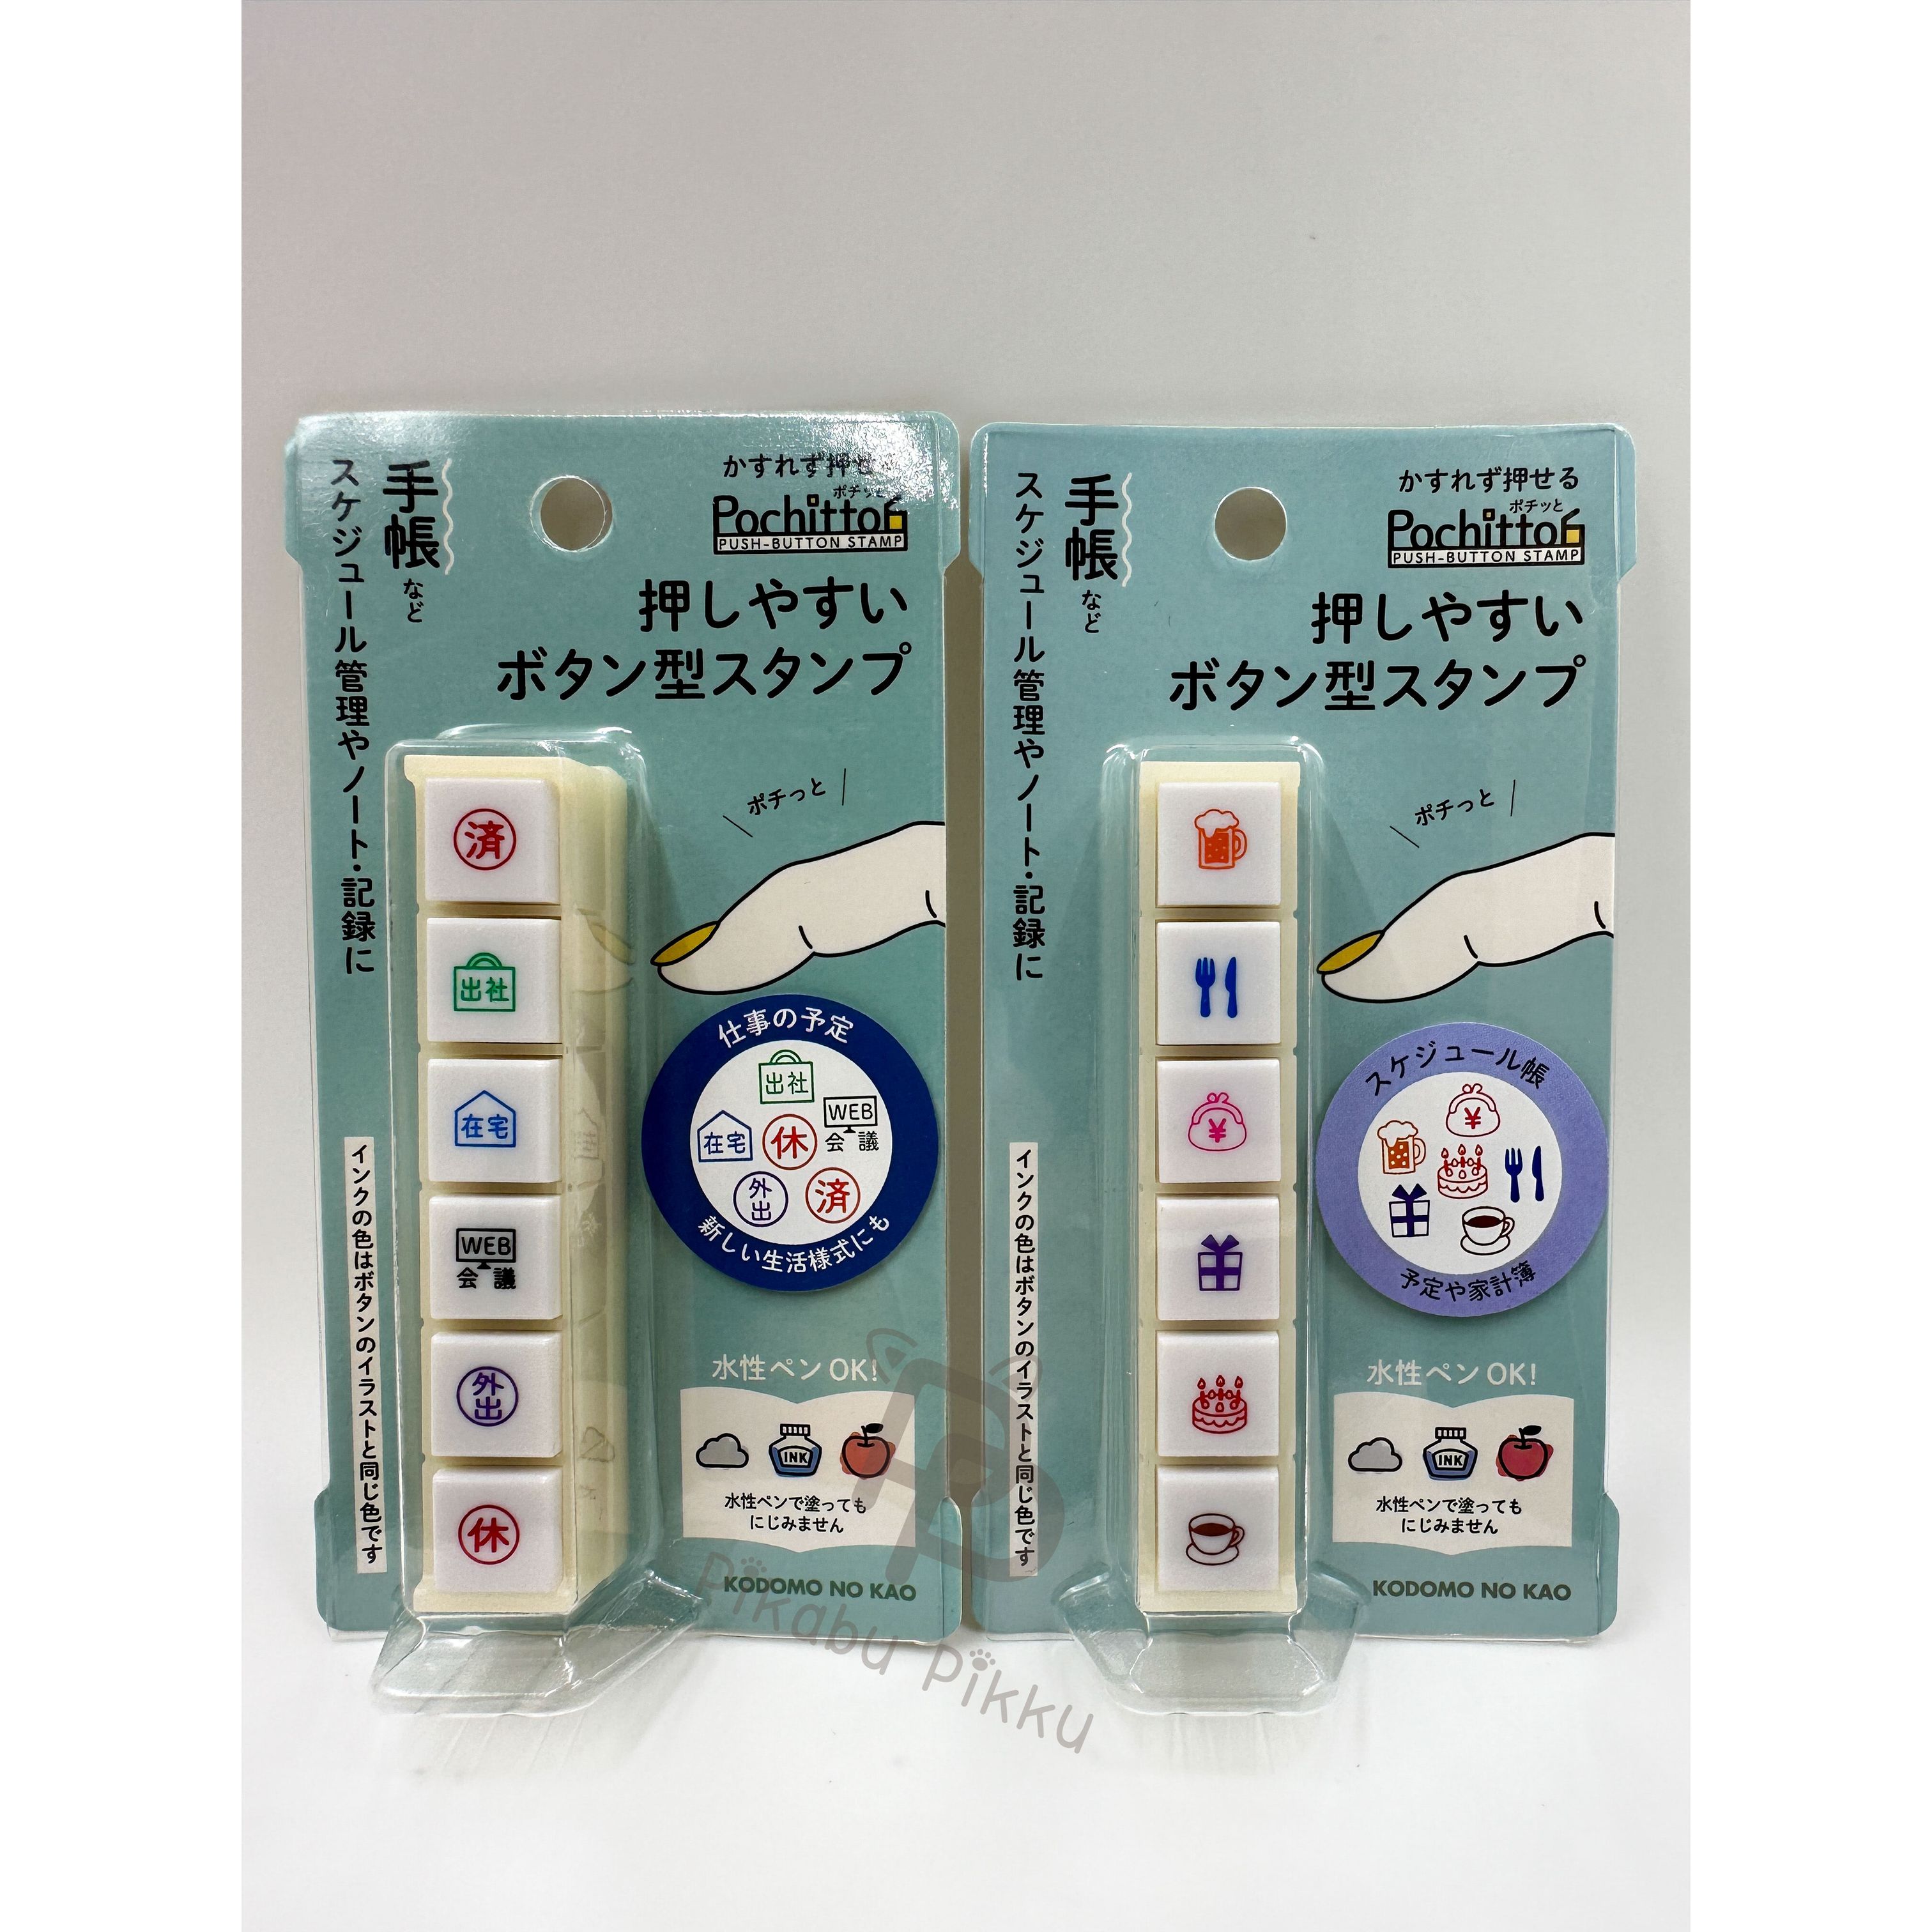 手帳など
スケジュール管理やノート・記録に
かすれず押せ
ポチッと
Pochitto6
PUSH-BUTTON STAMP
押しやすい
ボタン型スタンプ
ポチっと
済
出社
在宅
WEB
会議
外出
休
仕事の予定
出社
WEB
会議
在宅
休
外出
済
新しい生活様式にも
インクの色はボタンのイラストと同じ色です
水性ペンOK!
INK
水性ペンで塗っても
にじみません
KODOMO NO KAO
手帳など
スケジュール管理やノート・記録に
かすれず押せる
ポチッと
Pochitto6
PUSH-BUTTON STAMP
押しやすい
ボタン型スタンプ
ポチっと
¥
スケジュール帳
¥
予定や家計簿
インクの色はボタンのイラストと同じ色です
水性ペンOK!
INK
水性ペンで塗っても
にじみません
KODOMO NO KAO
Pikabu Pikku